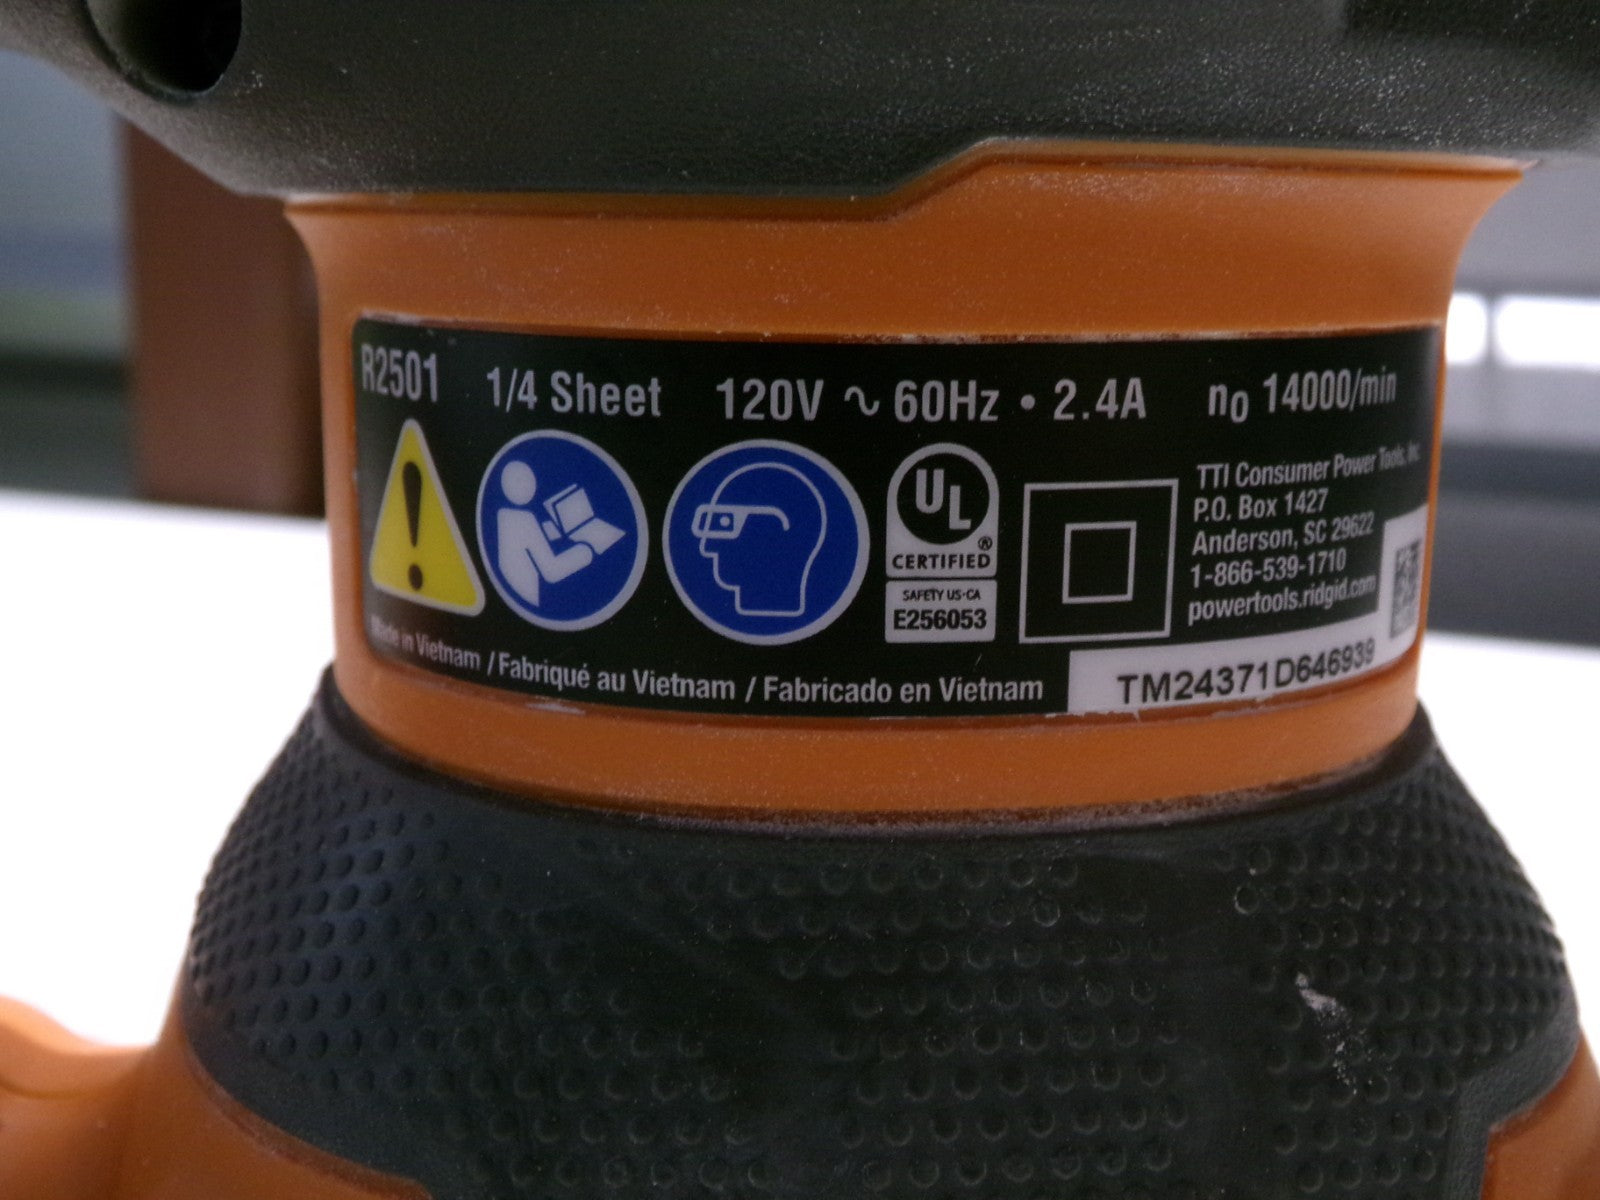 R2501 1/4 Sheet 120V ~ 60Hz • 2.4A n0 14000/min
UL
CERTIFIED®
SAFETY US·CA
E256053
TTI Consumer Power Tools, Inc.
P.O. Box 1427
Anderson, SC 29622
1-866-539-1710
powertools.ridgid.com
Made in Vietnam / Fabriqué au Vietnam / Fabricado en Vietnam
TM24371D646939